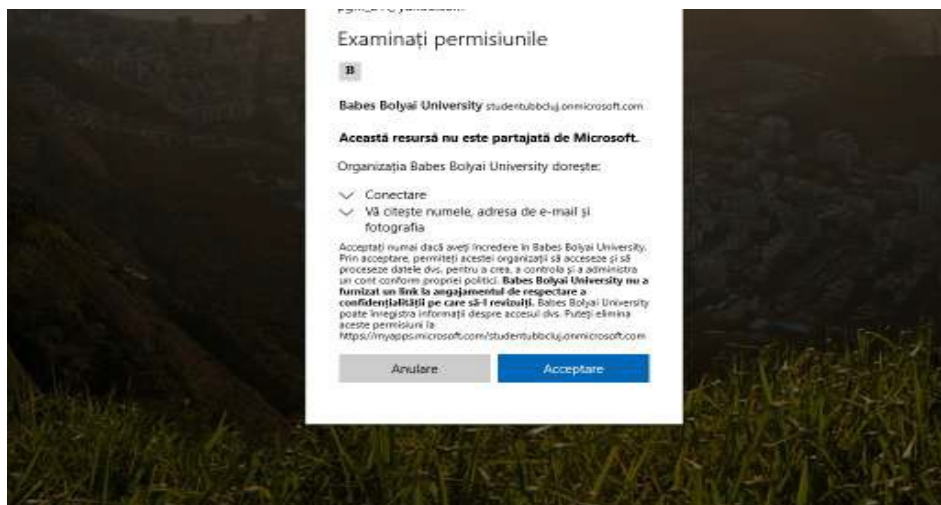 Examinați permisiunile
B
Babes Bolyai University studentubbcluj.onmicrosoft.com
Această resursă nu este partajată de Microsoft.
Organizația Babes Bolyai University dorește:
Conectare
Vă citește numele, adresa de e-mail și
fotografia
Acceptați numai dacă aveți încredere în Babes Bolyai University.
Prin acceptare, permiteți acestei organizații să acceseze și să
proceseze datele dvs. pentru a crea, a controla și a administra
un cont conform propriei politici. Babes Bolyai University nu a
furnizat un link la angajamentul de respectare a
confidențialității pe care să-l revizuiți. Babes Bolyai University
poate înregistra informații despre accesul dvs. Puteți elimina
aceste permisiuni la
https://myapps.microsoft.com/studentubbcluj.onmicrosoft.com
Anulare Acceptare